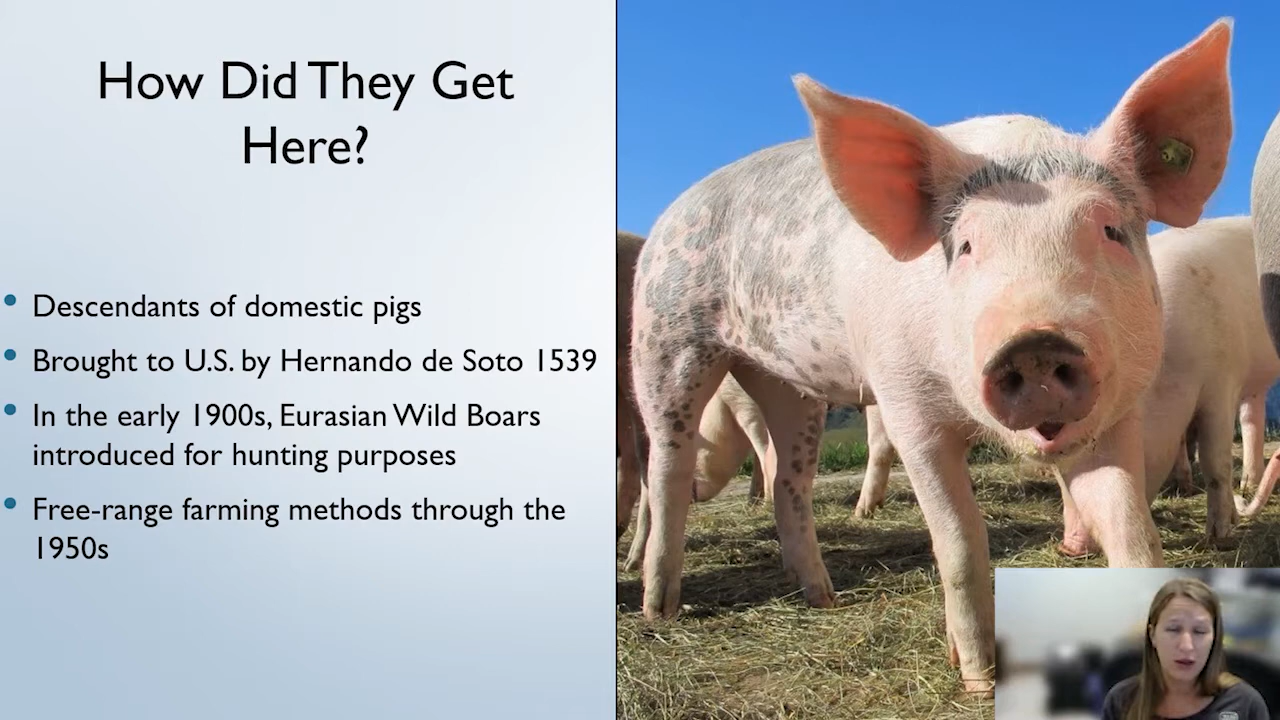 How Did They Get
Here?
• Descendants of domestic pigs
• Brought to U.S. by Hernando de Soto 1539
• In the early 1900s, Eurasian Wild Boars
introduced for hunting purposes
• Free-range farming methods through the
1950s